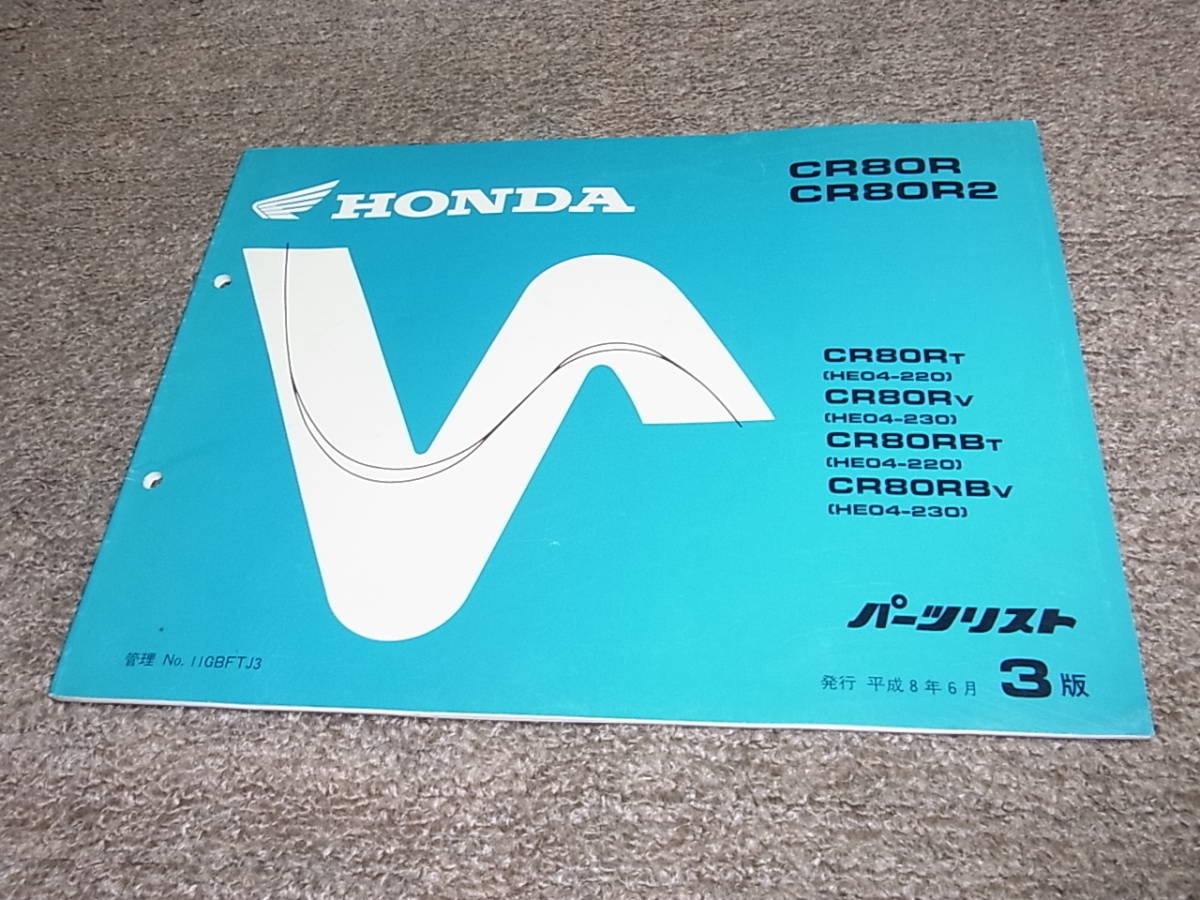 HONDA
CR80R
CR80R2
CR80RT
(HE04-220)
CR80RV
(HE04-230)
CR80RBT
(HE04-220)
CR80RBV
(HE04-230)
パーツリスト
管理 No. 11GBFTJ3
発行 平成8年6月 3版